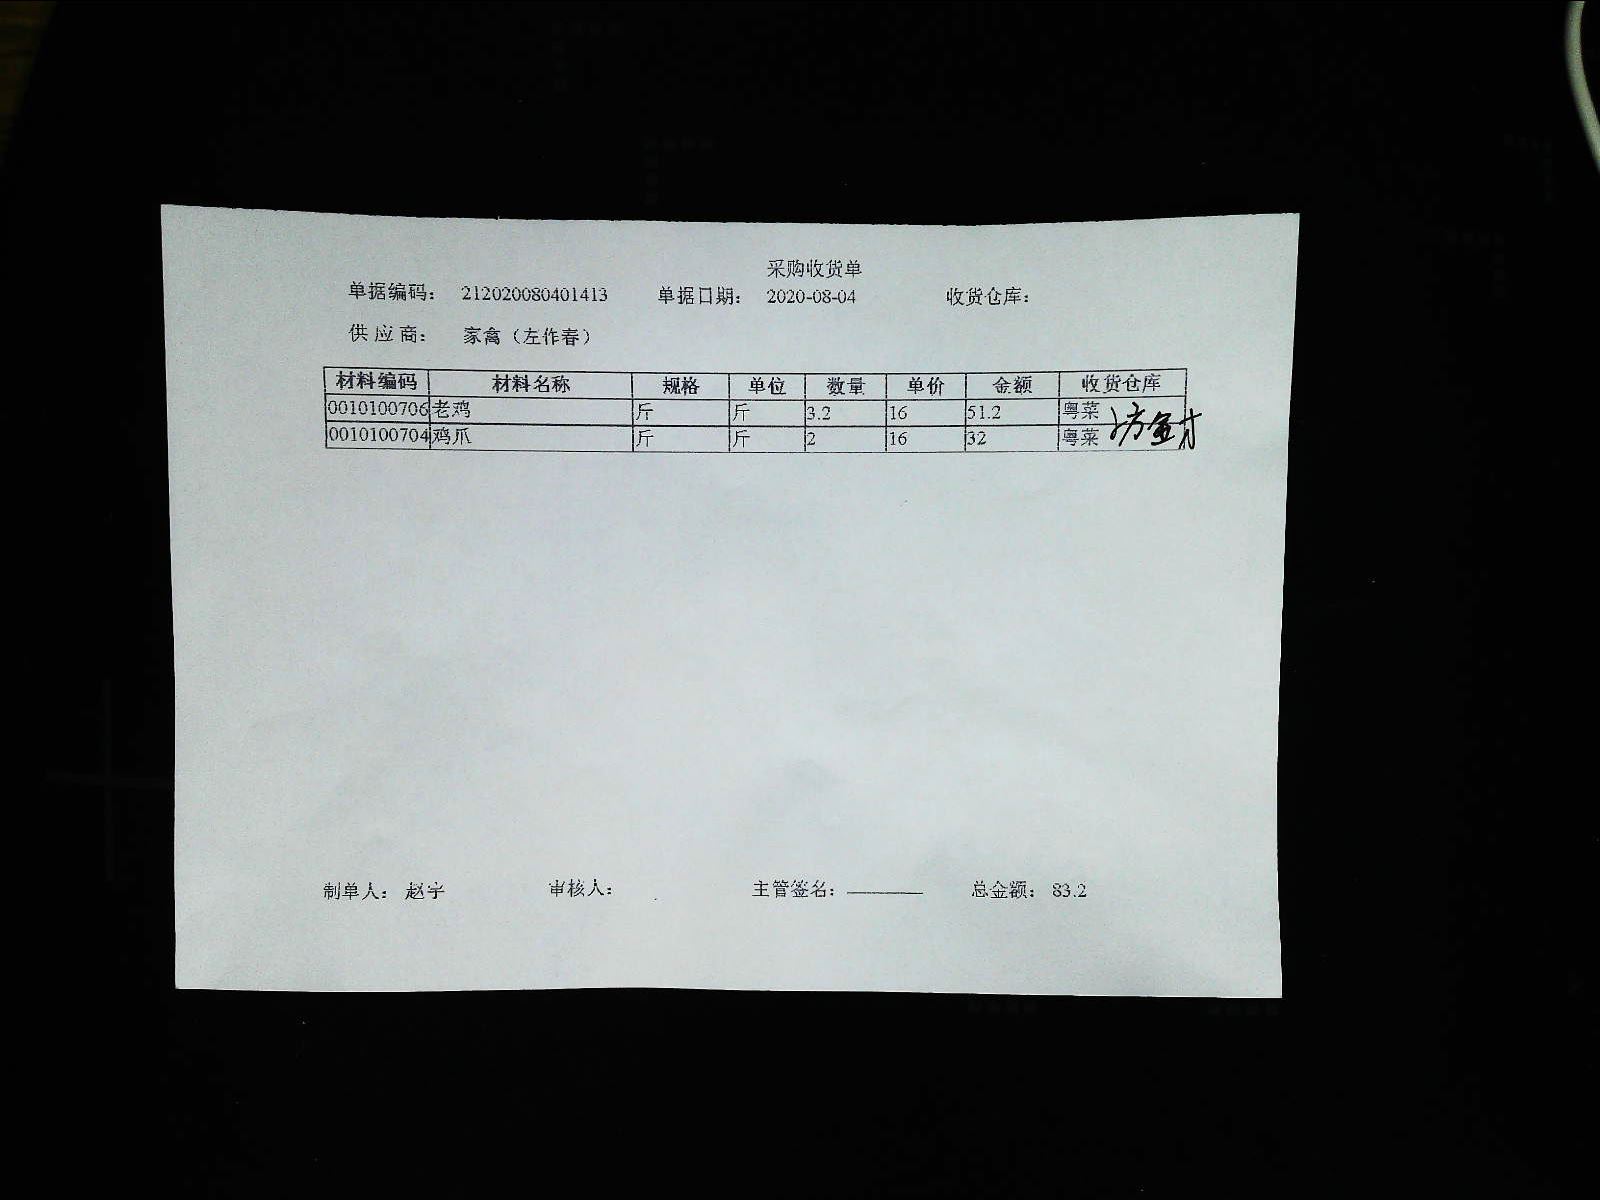 采购收货单
单据编码： 212020080401413 单据日期： 2020-08-04 收货仓库：
供 应 商： 家禽（左作春）
材料编码 材料名称 规格 单位 数量 单价 金额 收货仓库
0010100706 老鸡 斤 斤 3.2 16 51.2 粤菜
0010100704 鸡爪 斤 斤 2 16 32 粤菜
制单人： 赵宇 审核人： 主管签名： 总金额： 83.2